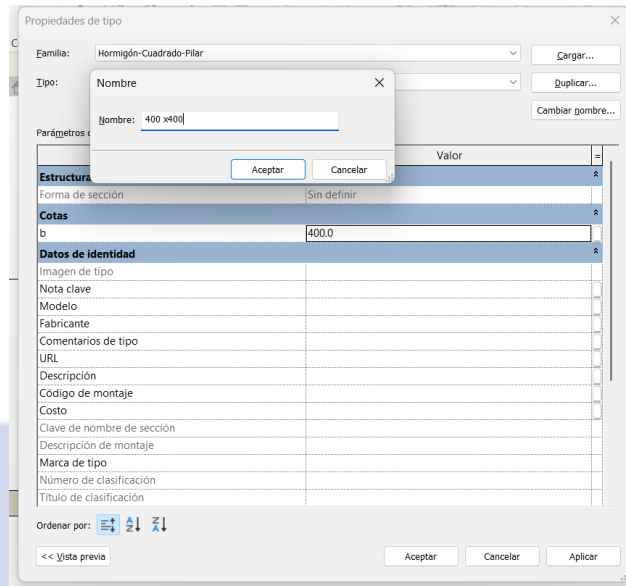 Propiedades de tipo
Familia: Hormigón-Cuadrado-Pilar Cargar...
Tipo: Duplicar...
Cambiar nombre...
Nombre
Nombre: 400 x400
Aceptar Cancelar
Parámetros
Valor =
Estructura
Forma de sección Sin definir
Cotas
b 400.0
Datos de identidad
Imagen de tipo
Nota clave
Modelo
Fabricante
Comentarios de tipo
URL
Descripción
Código de montaje
Costo
Clave de nombre de sección
Descripción de montaje
Marca de tipo
Número de clasificación
Título de clasificación
Ordenar por:
<< Vista previa Aceptar Cancelar Aplicar